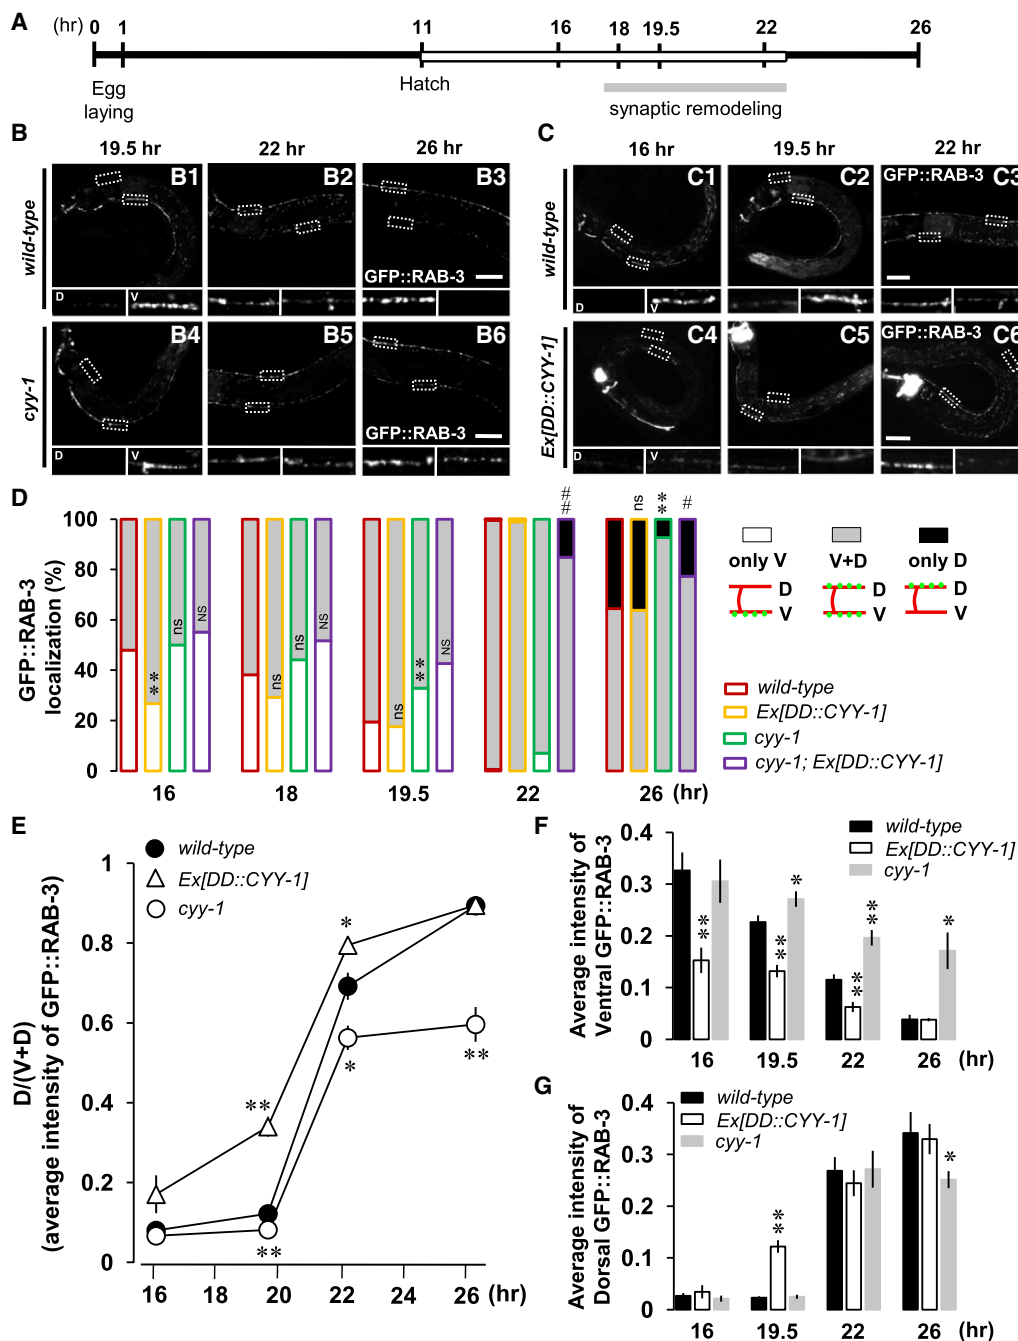 A
(hr) 0 1 11 16 18 19.5 22 26
Egg
laying
Hatch
synaptic remodeling
B
19.5 hr 22 hr 26 hr
wild-type
B1 B2 B3
GFP::RAB-3
D V
cyy-1
B4 B5 B6
GFP::RAB-3
D V
C
16 hr 19.5 hr 22 hr
wild-type
C1 C2 C3
GFP::RAB-3
D V
Ex[DD::CYY-1]
C4 C5 C6
GFP::RAB-3
D V
D
GFP::RAB-3
localization (%)
100
80
60
40
20
0
** ns NS
ns ns NS
ns ** NS
##
ns ** #
16 18 19.5 22 26 (hr)
only V V+D only D
D D D
V V V
wild-type
Ex[DD::CYY-1]
cyy-1
cyy-1; Ex[DD::CYY-1]
E
wild-type
Ex[DD::CYY-1]
cyy-1
D/(V+D)
(average intensity of GFP::RAB-3)
1
0.8
0.6
0.4
0.2
0
**
**
*
*
**
16 18 20 22 24 26 (hr)
F
wild-type
Ex[DD::CYY-1]
cyy-1
Average intensity of
Ventral GFP::RAB-3
0.4
0.3
0.2
0.1
0
** ** * ** ** *
16 19.5 22 26 (hr)
G
wild-type
Ex[DD::CYY-1]
cyy-1
Average intensity of
Dorsal GFP::RAB-3
0.4
0.3
0.2
0.1
0
** *
16 19.5 22 26 (hr)